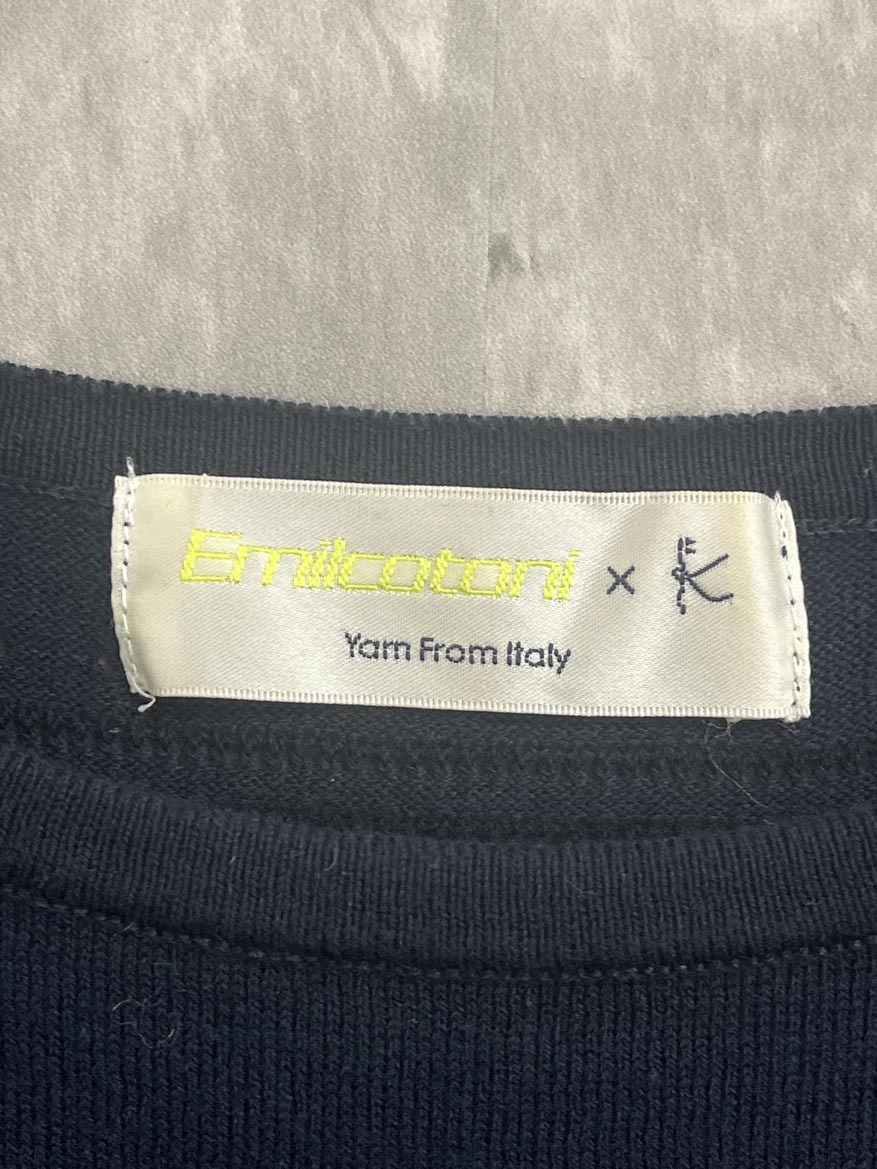 Emilcotoni × K
Yarn From Italy